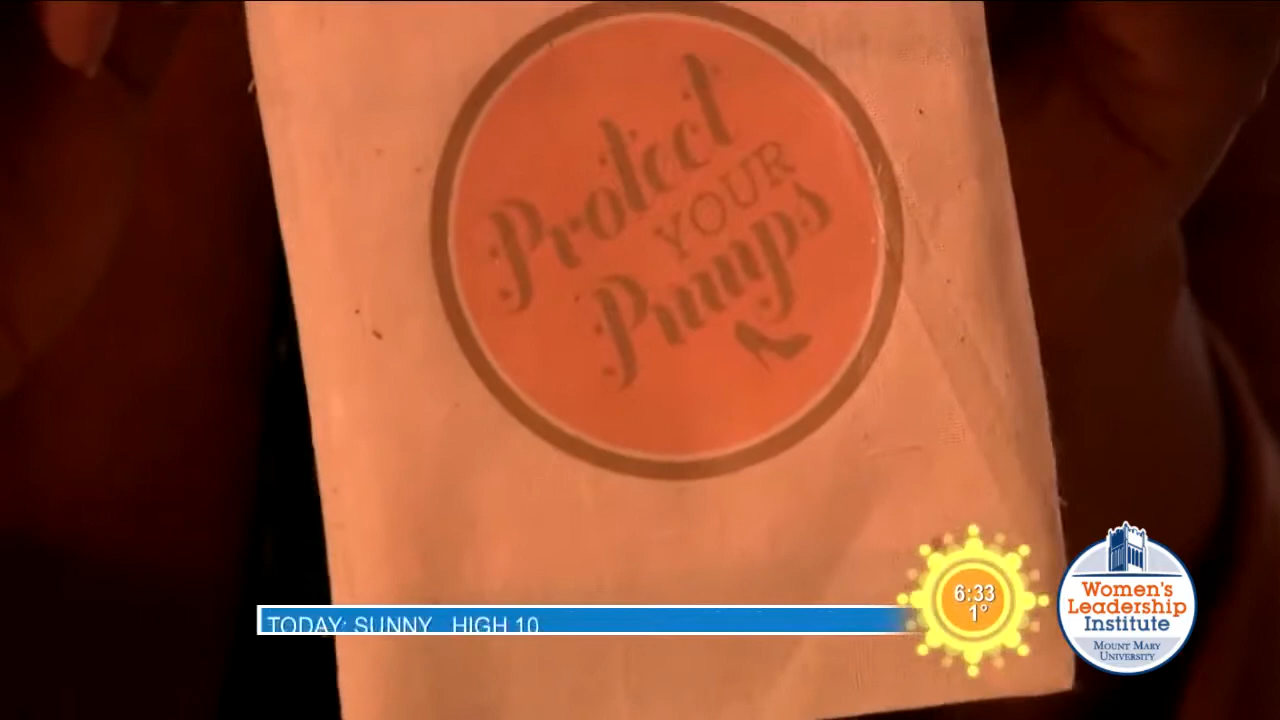 Protect
YOUR
Pumps
TODAY: SUNNY HIGH 10
6:33
1°
Women's
Leadership
Institute
MOUNT MARY
UNIVERSITY